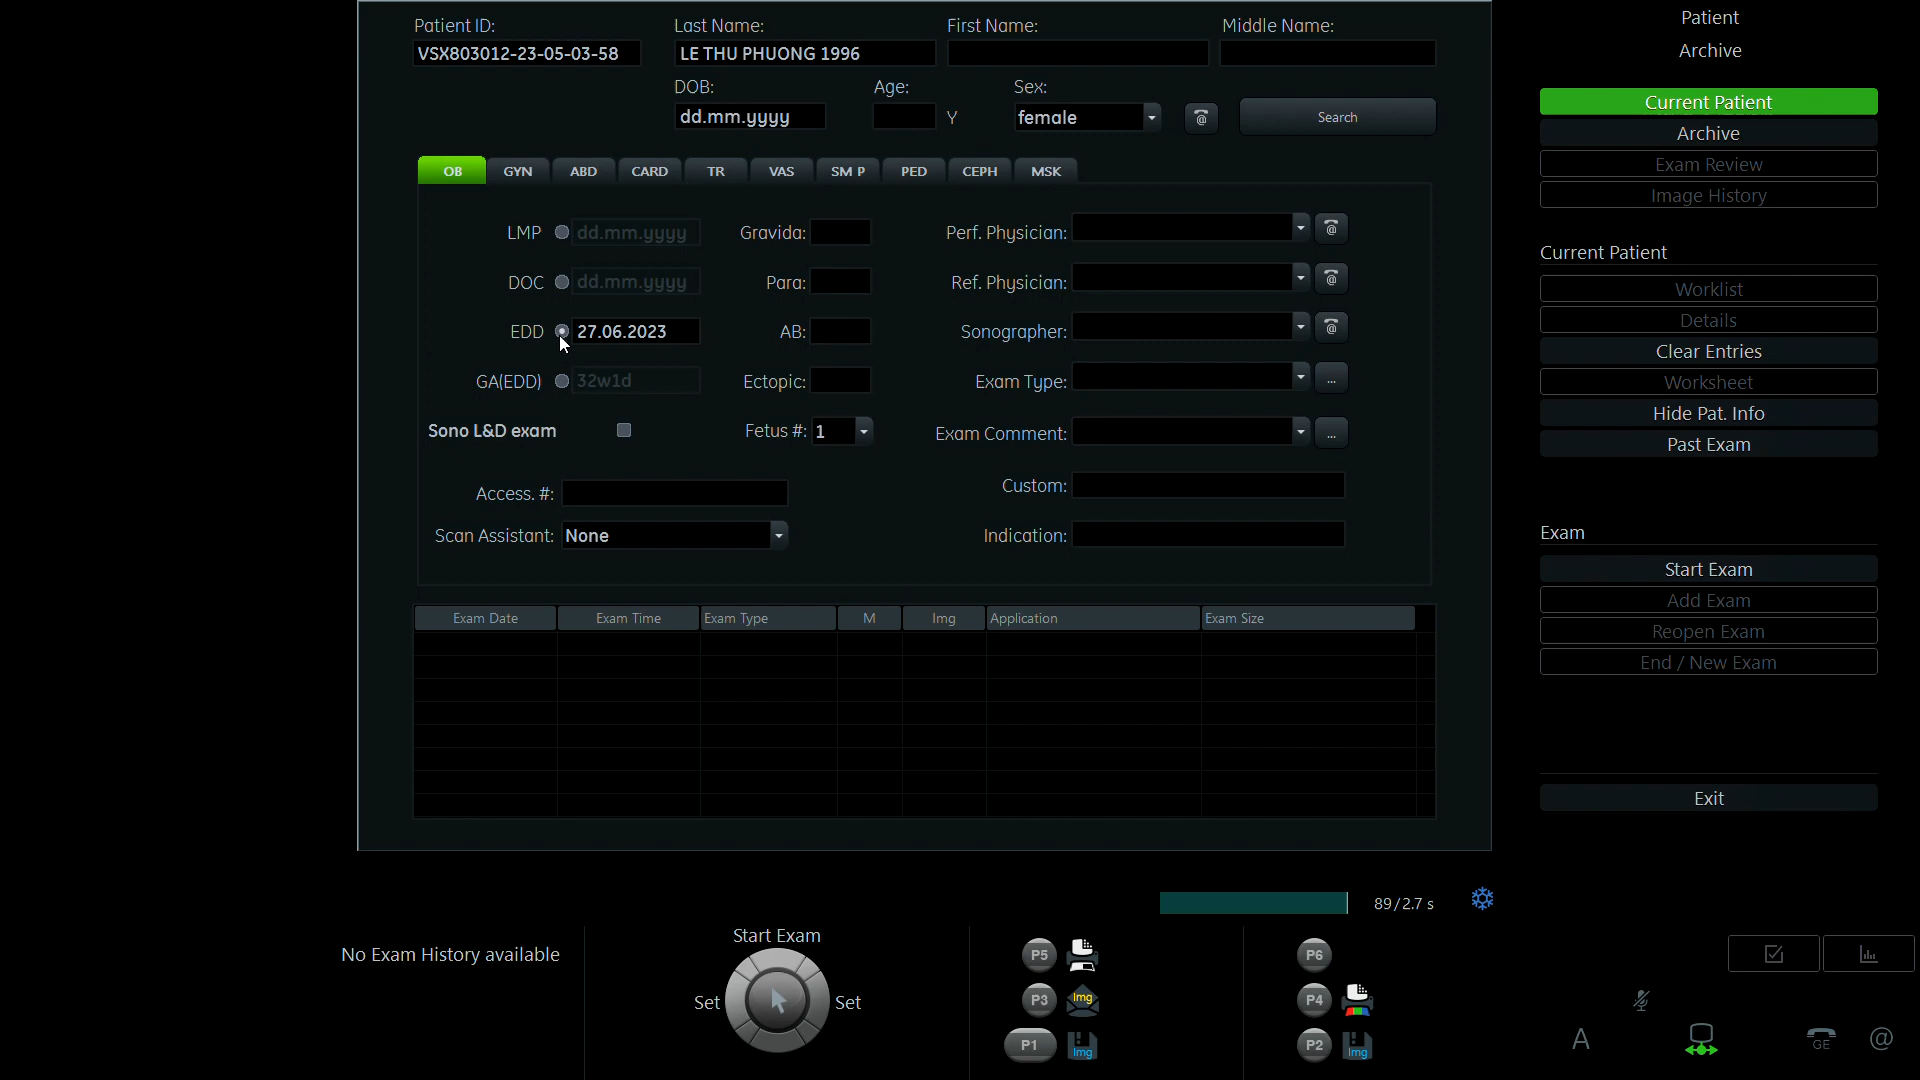 Patient ID: Last Name: First Name: Middle Name:
VSX803012-23-05-03-58 LE THU PHUONG 1996
DOB: Age: Sex:
dd.mm.yyyy Y female @ Search
OB GYN ABD CARD TR VAS SM P PED CEPH MSK
LMP dd.mm.yyyy Gravida: Perf. Physician: @
DOC dd.mm.yyyy Para: Ref. Physician: @
EDD 27.06.2023 AB: Sonographer: @
GA(EDD) 32w1d Ectopic: Exam Type: ...
Sono L&D exam Fetus #: 1 Exam Comment: ...
Access. #: Custom:
Scan Assistant: None Indication:
Exam Date Exam Time Exam Type M Img Application Exam Size
Patient
Archive
Current Patient
Archive
Exam Review
Image History
Current Patient
Worklist
Details
Clear Entries
Worksheet
Hide Pat. Info
Past Exam
Exam
Start Exam
Add Exam
Reopen Exam
End / New Exam
Exit
89/2.7 s
No Exam History available
Start Exam
Set Set
P5
P3 Img
P1 Img
P6
P4
P2 Img
A GE @